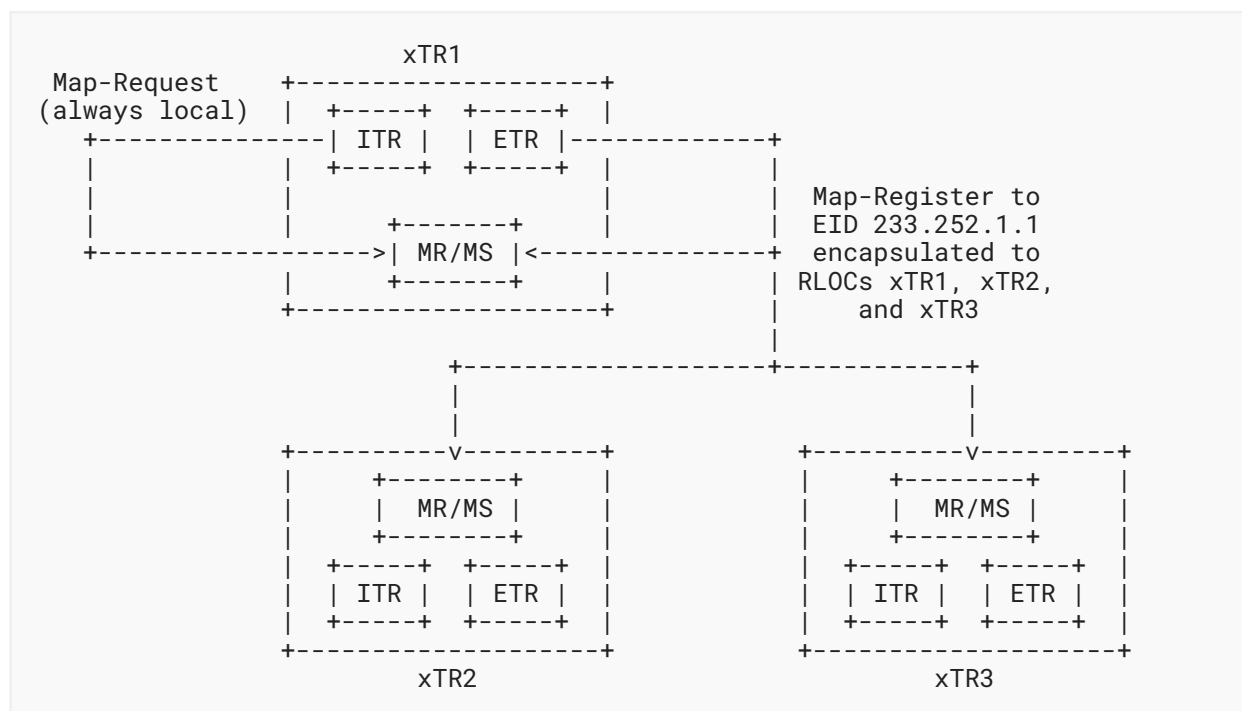 xTR1
Map-Request
(always local)
ITR ETR
Map-Register to
EID 233.252.1.1
MR/MS encapsulated to
RLOCs xTR1, xTR2,
and xTR3
MR/MS MR/MS
ITR ETR ITR ETR
xTR2 xTR3